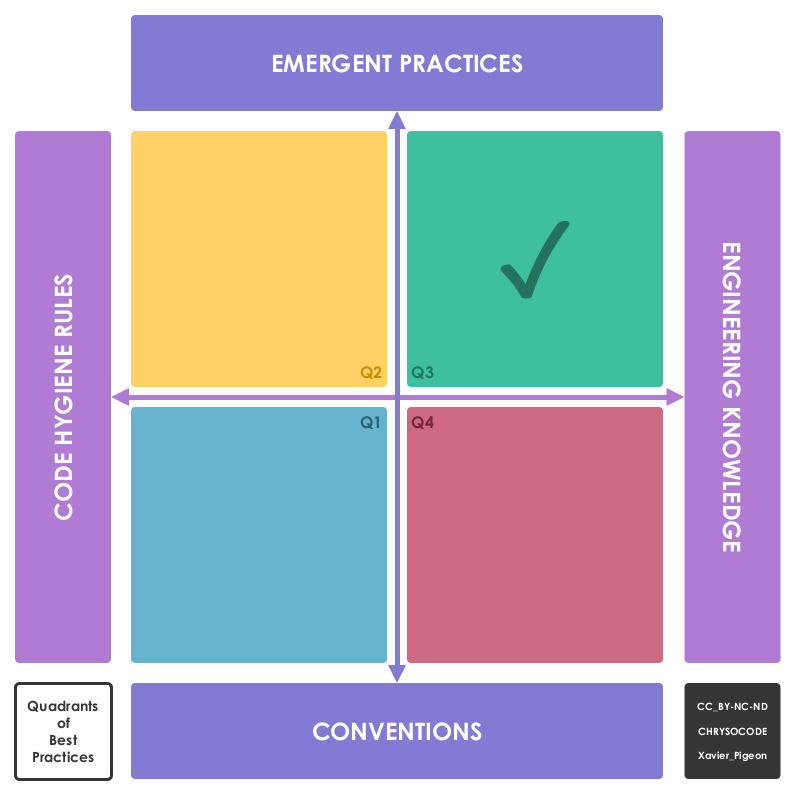 EMERGENT PRACTICES
CODE HYGIENE RULES
ENGINEERING KNOWLEDGE
Q2
Q3
Q1
Q4
Quadrants
of
Best
Practices
CONVENTIONS
CC_BY-NC-ND
CHRYSOCODE
Xavier_Pigeon